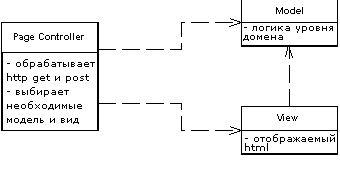 Page Controller
- обрабатывает
http get и post
- выбирает
необходимые
модель и вид
Model
- логика уровня
домена
View
- отображаемый
html